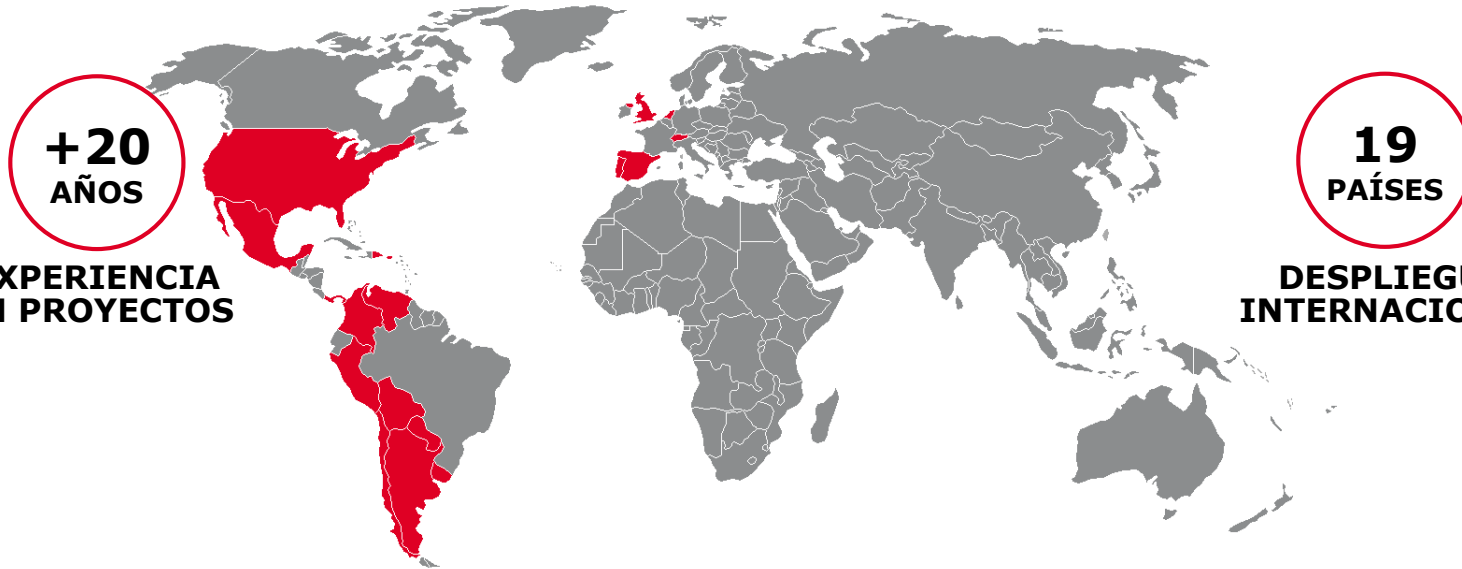 +20
AÑOS
XPERIENCIA
PROYECTOS
19
PAÍSES
DESPLIEGU
INTERNACIO